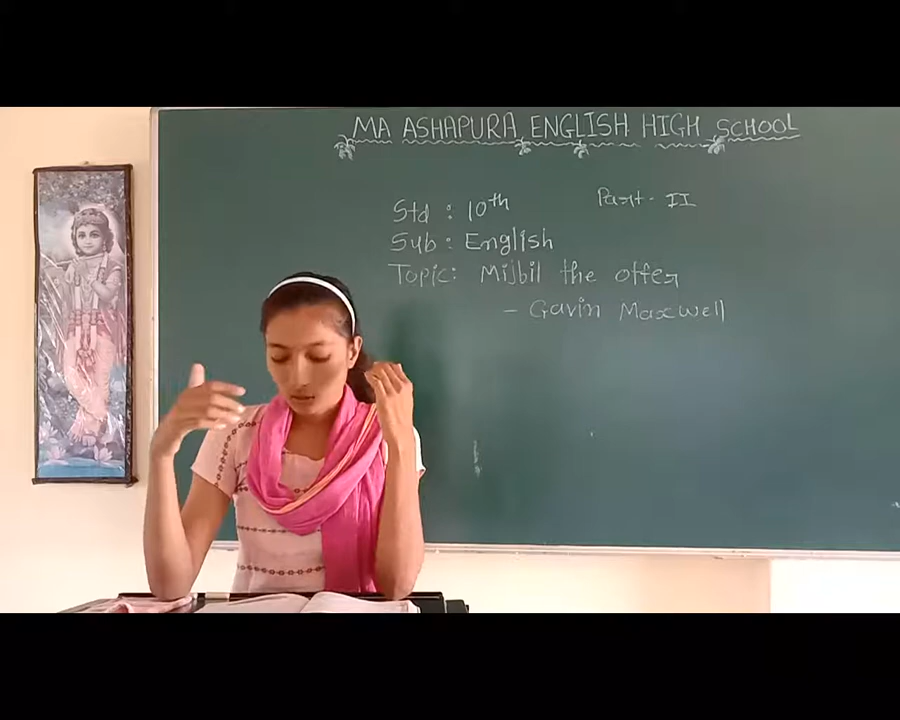 MA ASHAPURA ENGLISH HIGH SCHOOL
Std : 10th Part - II
Sub : English
Topic : Mijbil the otter
- Gavin Maxwell